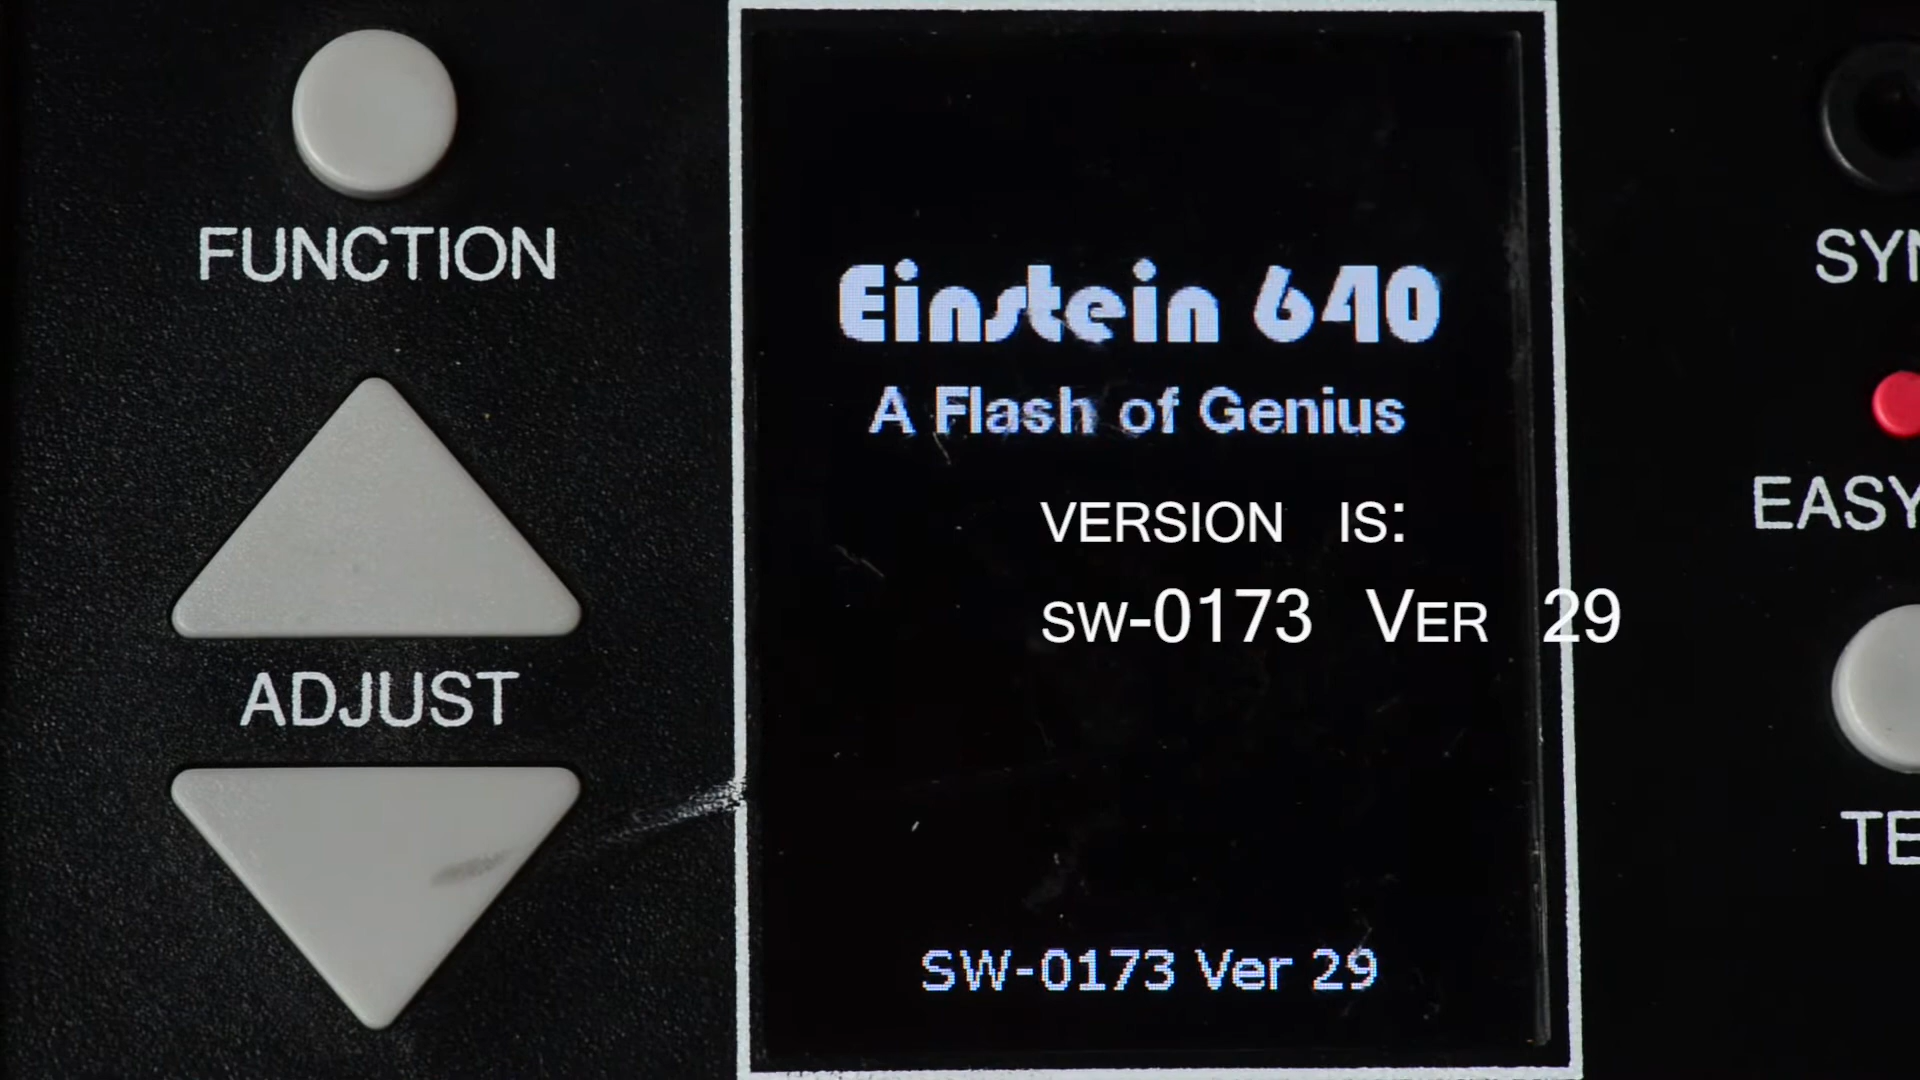 FUNCTION
ADJUST
Einstein 640
A Flash of Genius
VERSION IS:
SW-0173 VER 29
SW-0173 Ver 29
SYN
EASY
TE